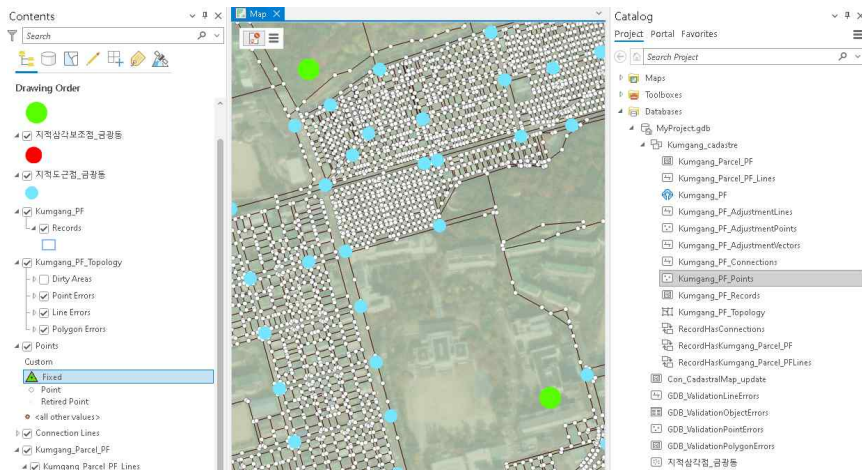 Contents
Search
Drawing Order
지적삼각보조점_금광동
지적도근점_금광동
Kumgang_PF
Records
Kumgang_PF_Topology
Dirty Areas
Point Errors
Line Errors
Polygon Errors
Points
Custom
Fixed
Point
Retired Point
<all other values>
Connection Lines
Kumgang_Parcel_PF
Kumgang_Parcel_PF_Lines
Map
Catalog
Project Portal Favorites
Search Project
Maps
Toolboxes
Databases
MyProject.gdb
Kumgang_cadastre
Kumgang_Parcel_PF
Kumgang_Parcel_PF_Lines
Kumgang_PF
Kumgang_PF_AdjustmentLines
Kumgang_PF_AdjustmentPoints
Kumgang_PF_AdjustmentVectors
Kumgang_PF_Connections
Kumgang_PF_Points
Kumgang_PF_Records
Kumgang_PF_Topology
RecordHasConnections
RecordHasKumgang_Parcel_PF
RecordHasKumgang_Parcel_PFLines
Con_CadastralMap_update
GDB_ValidationLineErrors
GDB_ValidationObjectErrors
GDB_ValidationPointErrors
GDB_ValidationPolygonErrors
지적삼각점_금광동